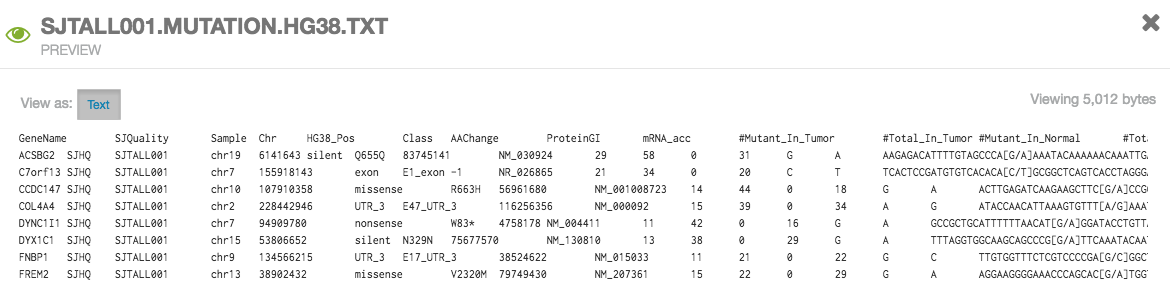 SJTALL001.MUTATION.HG38.TXT
PREVIEW
View as: Text Viewing 5,012 bytes
GeneName SJQuality Sample Chr HG38_Pos Class AAChange ProteinGI mRNA_acc #Mutant_In_Tumor #Total_In_Tumor #Mutant_In_Normal #Tot
ACSBG2 SJHQ SJTALL001 chr19 6141643 silent Q655Q 83745141 NM_030924 29 58 0 31 G A AAGAGACATTTTGTAGCCCA[G/A]AAATACAAAAAACAAATTG
C7orf13 SJHQ SJTALL001 chr7 155918143 exon E1_exon -1 NR_026865 21 34 0 20 C T TCACTCCGATGTGTCACACA[C/T]GCGGCTCAGTCACCTAGGG
CCDC147 SJHQ SJTALL001 chr10 107910358 missense R663H 56961680 NM_001008723 14 44 0 18 G A ACTTGAGATCAAGAAGCTTC[G/A]CCG
COL4A4 SJHQ SJTALL001 chr2 228442946 UTR_3 E47_UTR_3 116256356 NM_000092 15 39 0 34 A G ATACCAACATTAAAGTGTTT[A/G]AAAT
DYNC1I1 SJHQ SJTALL001 chr7 94909780 nonsense W83* 4758178 NM_004411 11 42 0 16 G A GCCGCTGCATTTTTTAACAT[G/A]GGATACCTGTT
DYX1C1 SJHQ SJTALL001 chr15 53806652 silent N329N 75677570 NM_130810 13 38 0 29 G A TTTAGGTGGCAAGCAGCCCG[G/A]TTCAAATACAAT
FNBP1 SJHQ SJTALL001 chr9 134566215 UTR_3 E17_UTR_3 38524622 NM_015033 11 21 0 22 G C TTGTGGTTTCTCGTCCCCGA[G/C]GGCT
FREM2 SJHQ SJTALL001 chr13 38902432 missense V2320M 79749430 NM_207361 15 22 0 29 G A AGGAAGGGGAAACCCAGCAC[G/A]TGG